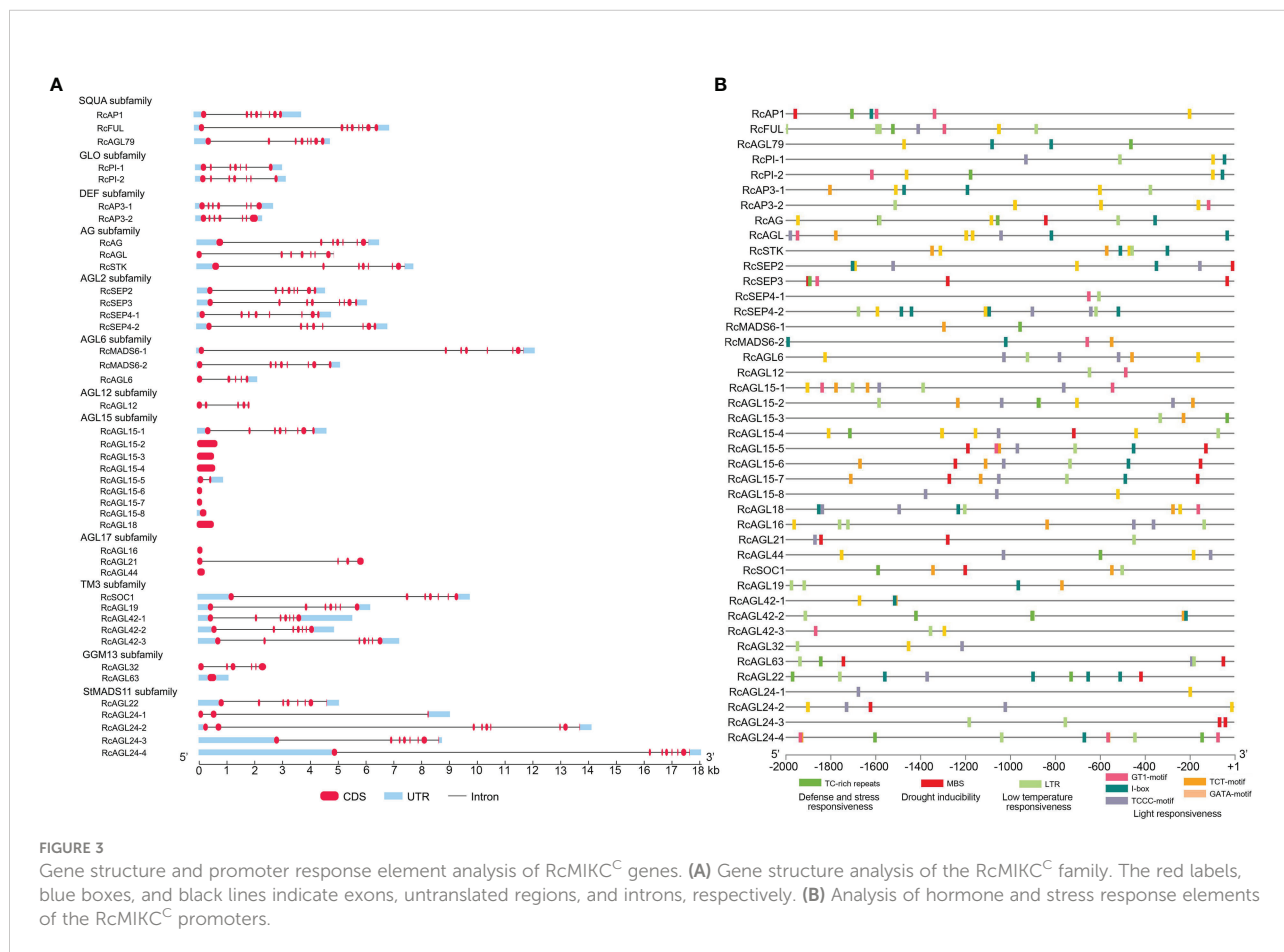 A
SQUA subfamily
RcAP1
RcFUL
RcAGL79
GLO subfamily
RcPI-1
RcPI-2
DEF subfamily
RcAP3-1
RcAP3-2
AG subfamily
RcAG
RcAGL
RcSTK
AGL2 subfamily
RcSEP2
RcSEP3
RcSEP4-1
RcSEP4-2
AGL6 subfamily
RcMADS6-1
RcMADS6-2
RcAGL6
AGL12 subfamily
RcAGL12
AGL15 subfamily
RcAGL15-1
RcAGL15-2
RcAGL15-3
RcAGL15-4
RcAGL15-5
RcAGL15-6
RcAGL15-7
RcAGL15-8
RcAGL18
AGL17 subfamily
RcAGL16
RcAGL21
RcAGL44
TM3 subfamily
RcSOC1
RcAGL19
RcAGL42-1
RcAGL42-2
RcAGL42-3
GGM13 subfamily
RcAGL32
RcAGL63
StMADS11 subfamily
RcAGL22
RcAGL24-1
RcAGL24-2
RcAGL24-3
RcAGL24-4
5' 3'
0 1 2 3 4 5 6 7 8 9 10 11 12 13 14 15 16 17 18 kb
CDS UTR Intron
B
RcAP1
RcFUL
RcAGL79
RcPI-1
RcPI-2
RcAP3-1
RcAP3-2
RcAG
RcAGL
RcSTK
RcSEP2
RcSEP3
RcSEP4-1
RcSEP4-2
RcMADS6-1
RcMADS6-2
RcAGL6
RcAGL12
RcAGL15-1
RcAGL15-2
RcAGL15-3
RcAGL15-4
RcAGL15-5
RcAGL15-6
RcAGL15-7
RcAGL15-8
RcAGL18
RcAGL16
RcAGL21
RcAGL44
RcSOC1
RcAGL19
RcAGL42-1
RcAGL42-2
RcAGL42-3
RcAGL32
RcAGL63
RcAGL22
RcAGL24-1
RcAGL24-2
RcAGL24-3
RcAGL24-4
5' 3'
-2000 -1800 -1600 -1400 -1200 -1000 -800 -600 -400 -200 +1
TC-rich repeats
Defense and stress
responsiveness
MBS
Drought inducibility
LTR
Low temperature
responsiveness
GT1-motif
I-box
TCCC-motif
TCT-motif
GATA-motif
Light responsiveness
FIGURE 3
Gene structure and promoter response element analysis of RcMIKCᶜ genes. (A) Gene structure analysis of the RcMIKCᶜ family. The red labels,
blue boxes, and black lines indicate exons, untranslated regions, and introns, respectively. (B) Analysis of hormone and stress response elements
of the RcMIKCᶜ promoters.